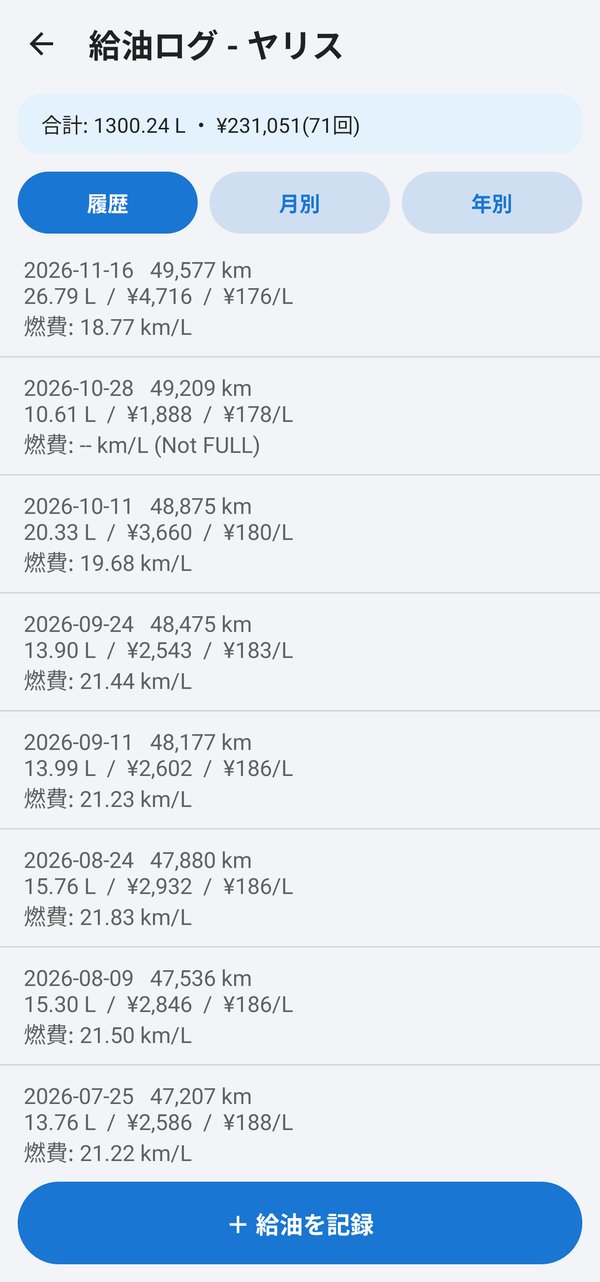 給油ログ - ヤリス
合計: 1300.24 L ・ ¥231,051(71回)
履歴
月別
年別
2026-11-16 49,577 km
26.79 L / ¥4,716 / ¥176/L
燃費: 18.77 km/L
2026-10-28 49,209 km
10.61 L / ¥1,888 / ¥178/L
燃費: -- km/L (Not FULL)
2026-10-11 48,875 km
20.33 L / ¥3,660 / ¥180/L
燃費: 19.68 km/L
2026-09-24 48,475 km
13.90 L / ¥2,543 / ¥183/L
燃費: 21.44 km/L
2026-09-11 48,177 km
13.99 L / ¥2,602 / ¥186/L
燃費: 21.23 km/L
2026-08-24 47,880 km
15.76 L / ¥2,932 / ¥186/L
燃費: 21.83 km/L
2026-08-09 47,536 km
15.30 L / ¥2,846 / ¥186/L
燃費: 21.50 km/L
2026-07-25 47,207 km
13.76 L / ¥2,586 / ¥188/L
燃費: 21.22 km/L
＋ 給油を記録